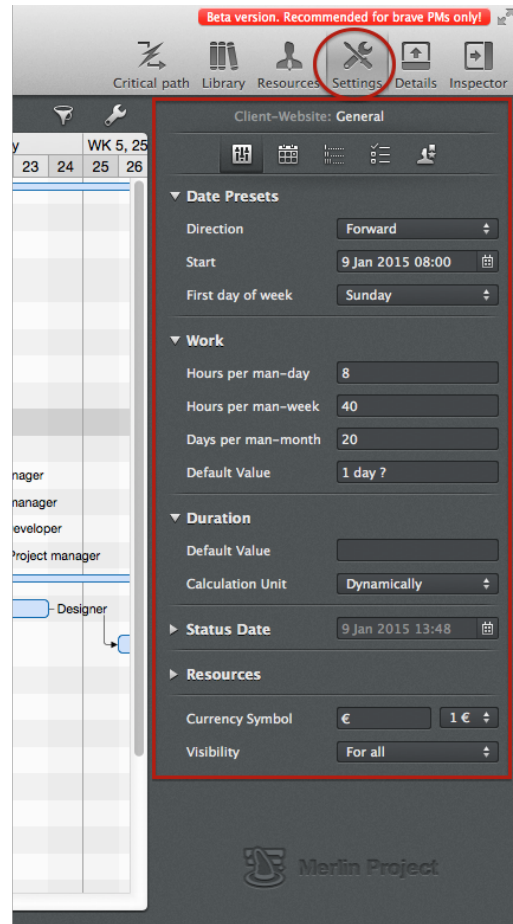 Beta version. Recommended for brave PMs only!
Critical path Library Resources Settings Details Inspector
Client-Website: General
y WK 5, 25
23 24 25 26
Date Presets
Direction Forward
Start 9 Jan 2015 08:00
First day of week Sunday
Work
Hours per man-day 8
Hours per man-week 40
Days per man-month 20
Default Value 1 day ?
nager
manager
eveloper
Project manager
Duration
Default Value
Calculation Unit Dynamically
Designer
Status Date 9 Jan 2015 13:48
Resources
Currency Symbol € 1 €
Visibility For all
Merlin Project